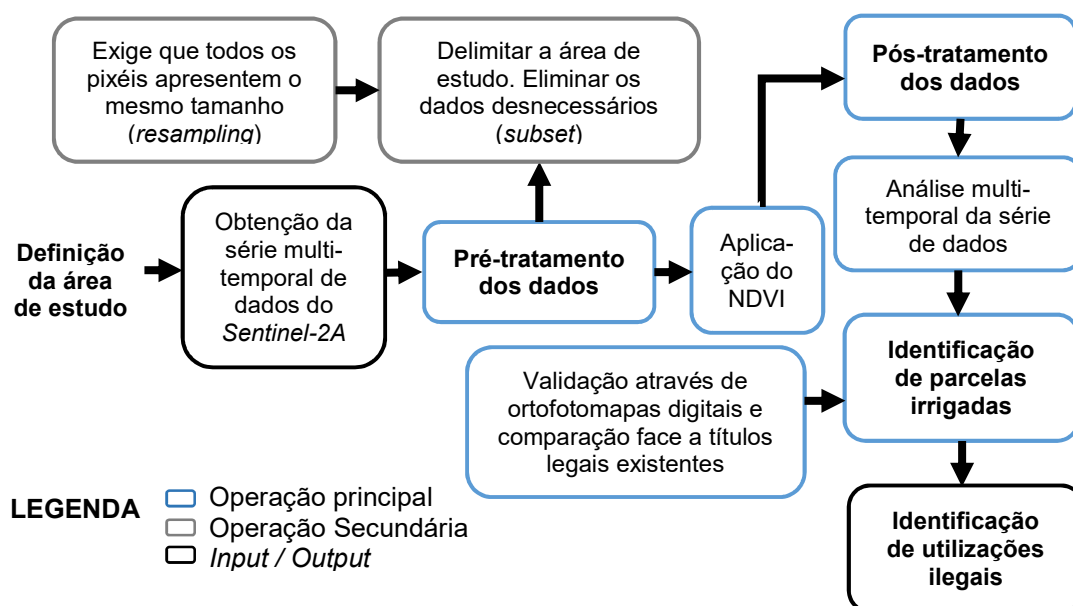 Exige que todos os
pixéis apresentem o
mesmo tamanho
(resampling)
Delimitar a área de
estudo. Eliminar os
dados desnecessários
(subset)
Pós-tratamento
dos dados
Definição
da área
de estudo
Obtenção da
série multi-
temporal de
dados do
Sentinel-2A
Pré-tratamento
dos dados
Aplica-
ção do
NDVI
Análise multi-
temporal da série
de dados
Validação através de
ortofotomapas digitais e
comparação face a títulos
legais existentes
Identificação
de parcelas
irrigadas
Identificação
de utilizações
ilegais
LEGENDA
Operação principal
Operação Secundária
Input / Output